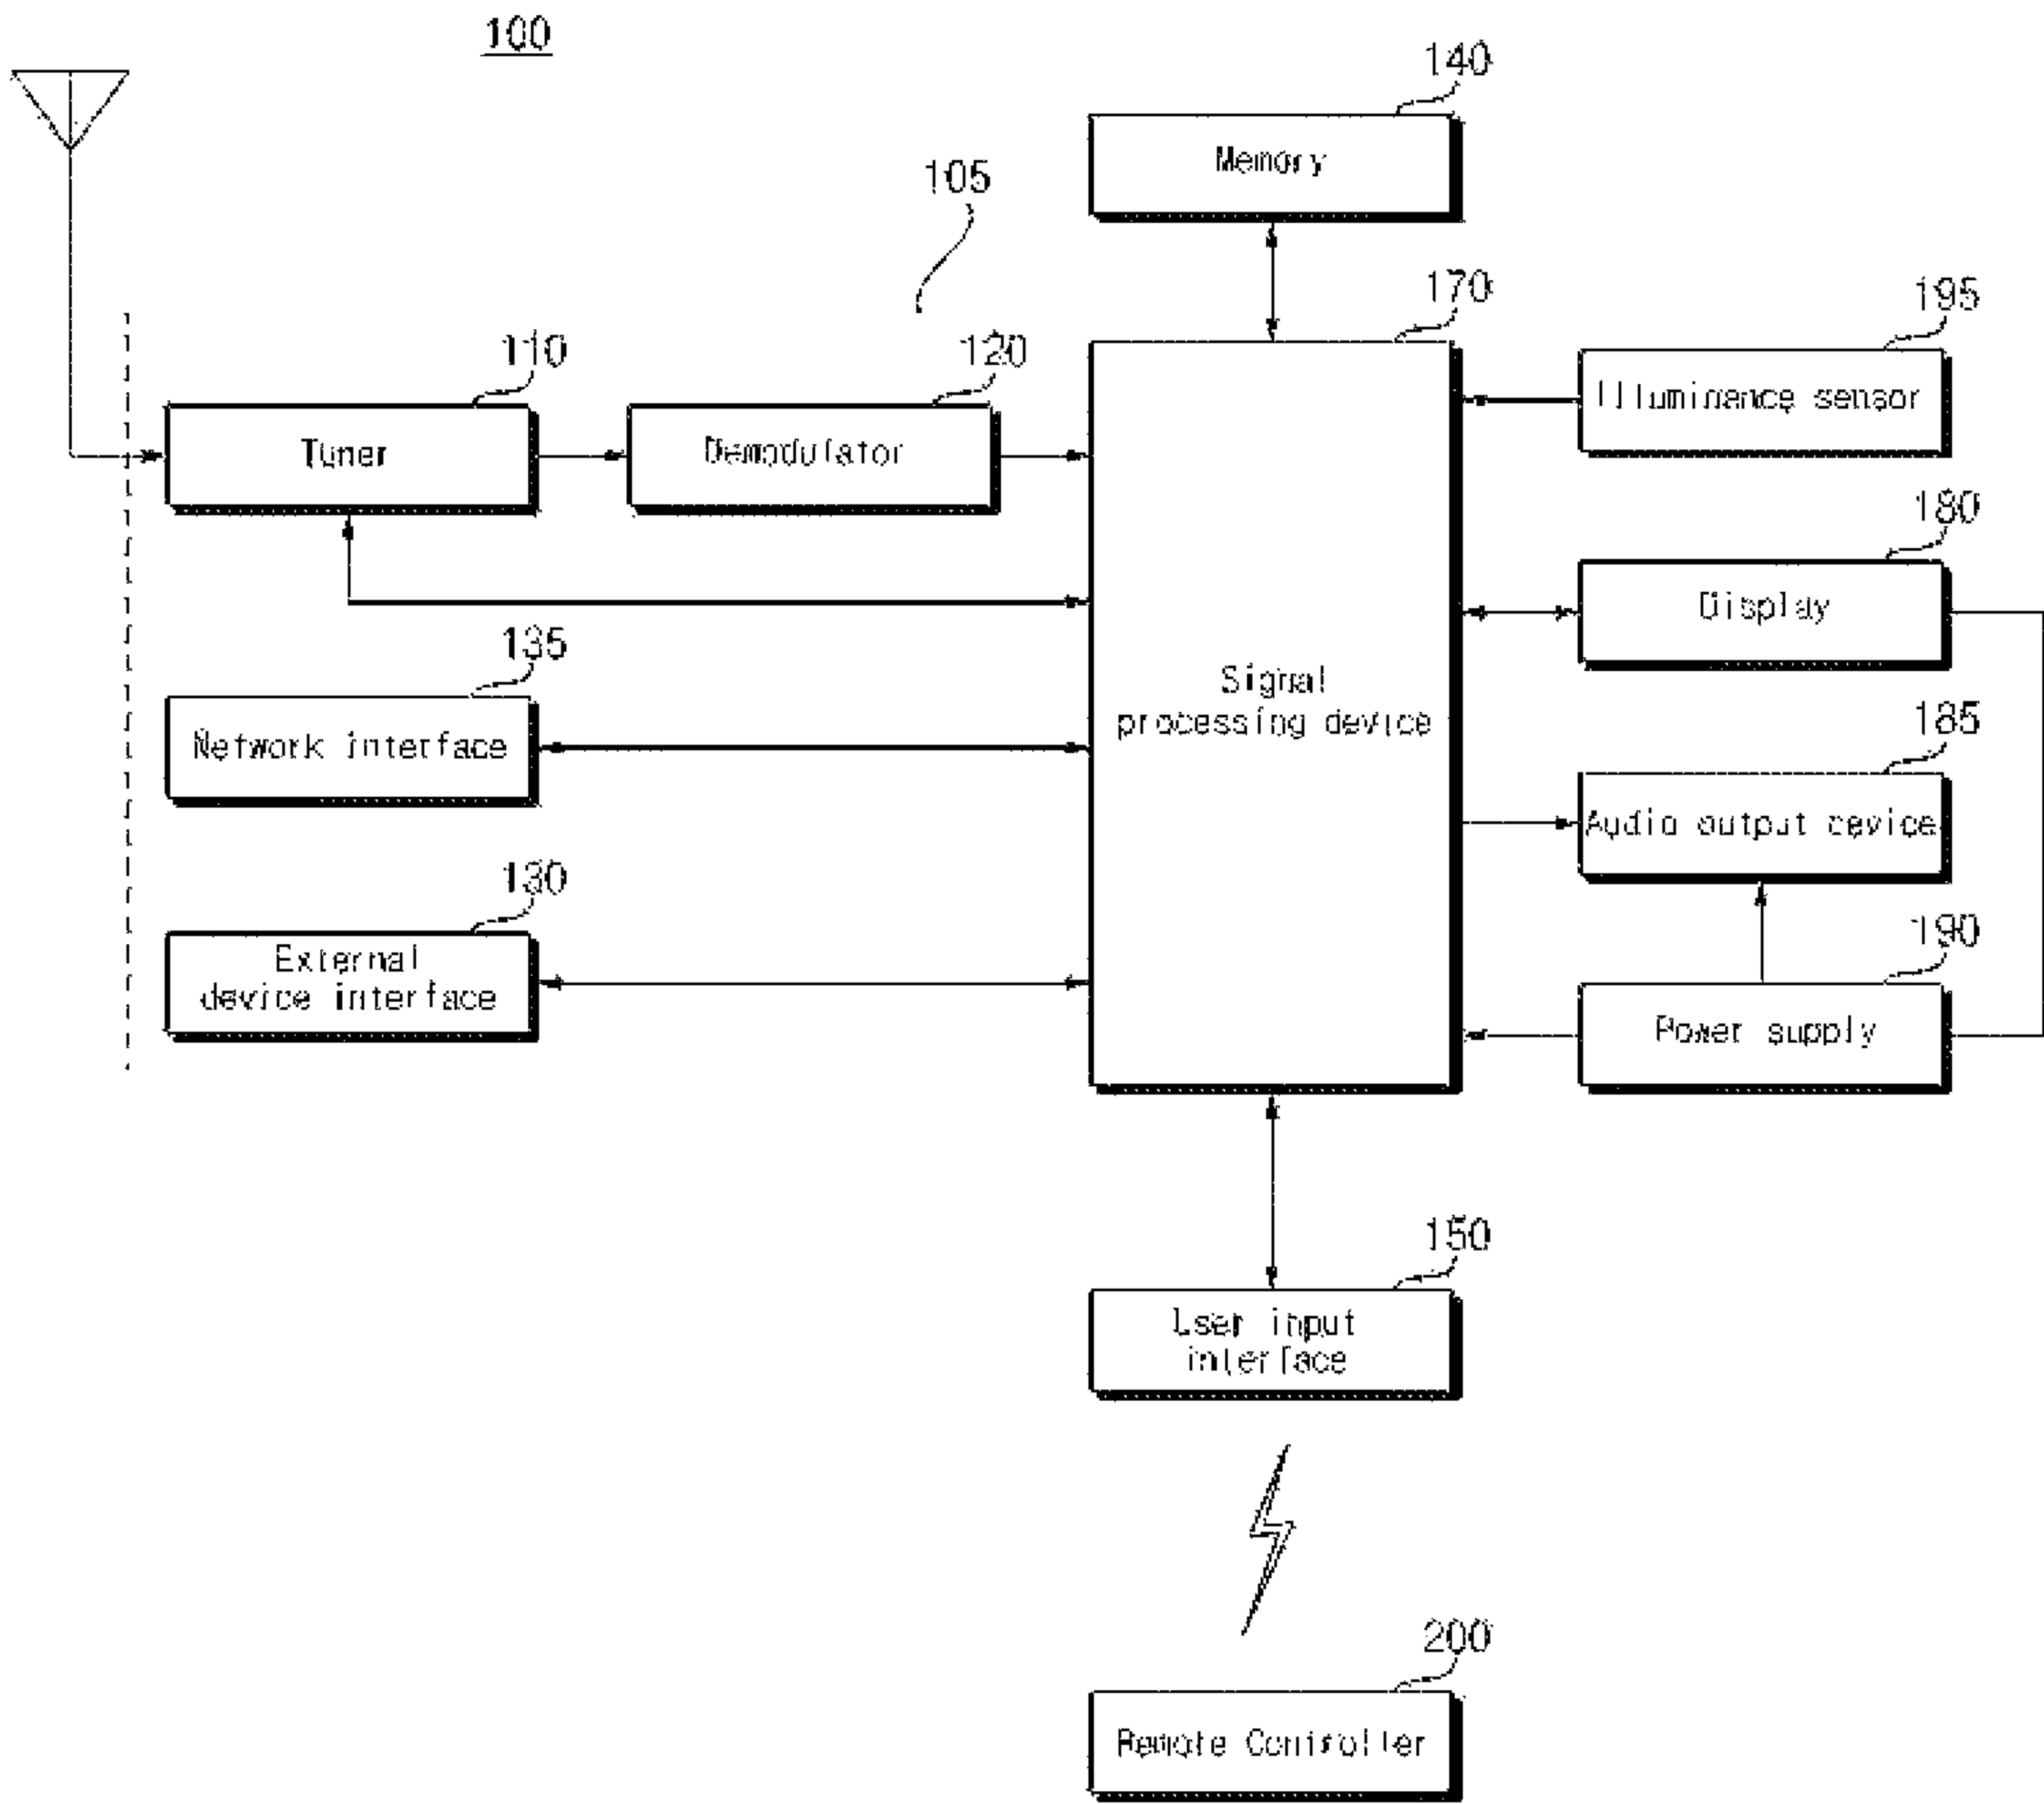 100
140
Memory
105
170
195
110
120
Illuminance sensor
Tuner
Demodulator
180
Display
135
Signal
processing device
185
Network interface
Audio output device
130
190
External
device interface
Power supply
150
User input
interface
200
Remote Controller